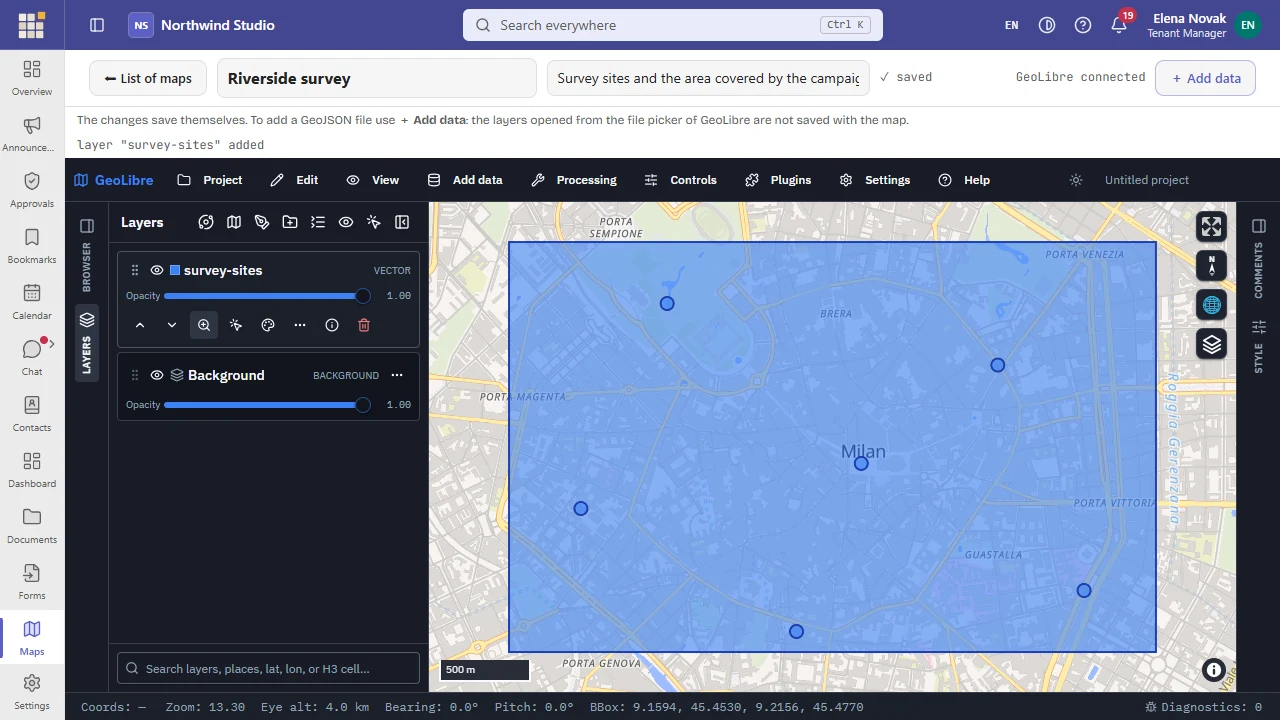 NS Northwind Studio
Search everywhere Ctrl K
EN
19
Elena Novak
Tenant Manager
EN
Overview
Announce...
Approvals
Bookmarks
Calendar
Chat
Contacts
Dashboard
Documents
Forms
Maps
Settings
← List of maps
Riverside survey
Survey sites and the area covered by the campaig
✓ saved
GeoLibre connected
+ Add data
The changes save themselves. To add a GeoJSON file use + Add data: the layers opened from the file picker of GeoLibre are not saved with the map.
layer "survey-sites" added
GeoLibre Project Edit View Add data Processing Controls Plugins Settings Help Untitled project
BROWSER
LAYERS
Layers
survey-sites VECTOR
Opacity 1.00
Background BACKGROUND
Opacity 1.00
Search layers, places, lat, lon, or H3 cell...
PORTA
SEMPIONE
PORTA VENEZIA
BRERA
PORTA MAGENTA
Milan
Roggia Gerenzana
PORTA VITTORIA
GUASTALLA
PORTA GENOVA
Viale
500 m
N
COMMENTS
STYLE
Coords: — Zoom: 13.30 Eye alt: 4.0 km Bearing: 0.0° Pitch: 0.0° BBox: 9.1594, 45.4530, 9.2156, 45.4770 Diagnostics: 0